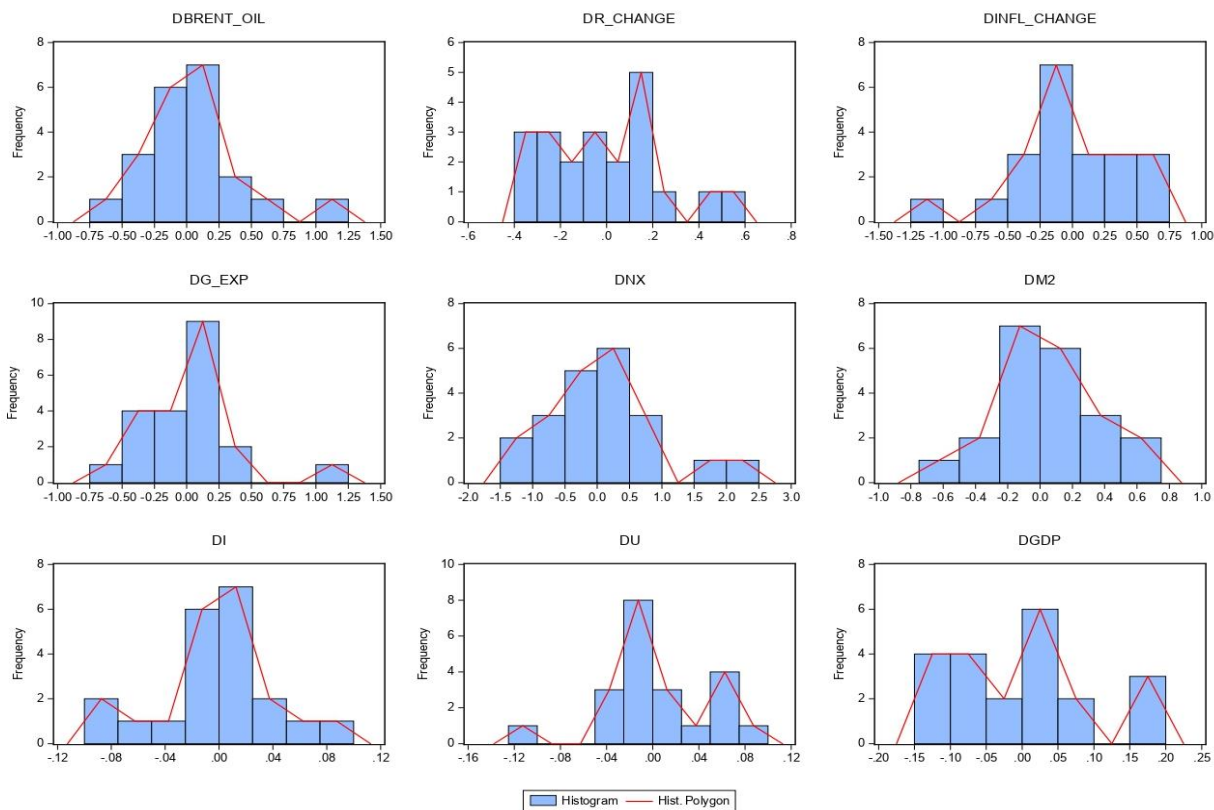 DBRENT_OIL
8
6
4
2
0
Frequency
-1.00 -0.75 -0.50 -0.25 0.00 0.25 0.50 0.75 1.00 1.25 1.50
DR_CHANGE
6
5
4
3
2
1
0
Frequency
-.6 -.4 -.2 .0 .2 .4 .6 .8
DINFL_CHANGE
8
6
4
2
0
Frequency
-1.50 -1.25 -1.00 -0.75 -0.50 -0.25 0.00 0.25 0.50 0.75 1.00
DG_EXP
10
8
6
4
2
0
Frequency
-1.00 -0.75 -0.50 -0.25 0.00 0.25 0.50 0.75 1.00 1.25 1.50
DNX
8
6
4
2
0
Frequency
-2.0 -1.5 -1.0 -0.5 0.0 0.5 1.0 1.5 2.0 2.5 3.0
DM2
8
6
4
2
0
Frequency
-1.0 -0.8 -0.6 -0.4 -0.2 0.0 0.2 0.4 0.6 0.8 1.0
DI
8
6
4
2
0
Frequency
-.12 -.08 -.04 .00 .04 .08 .12
DU
10
8
6
4
2
0
Frequency
-.16 -.12 -.08 -.04 .00 .04 .08 .12
DGDP
8
6
4
2
0
Frequency
-.20 -.15 -.10 -.05 .00 .05 .10 .15 .20 .25
Histogram Hist. Polygon